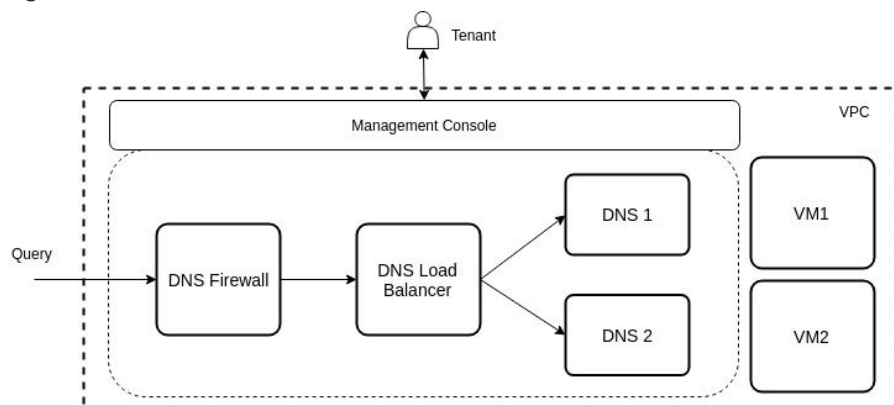 Tenant
Management Console
VPC
DNS 1
VM1
Query
DNS Firewall
DNS Load
Balancer
DNS 2
VM2